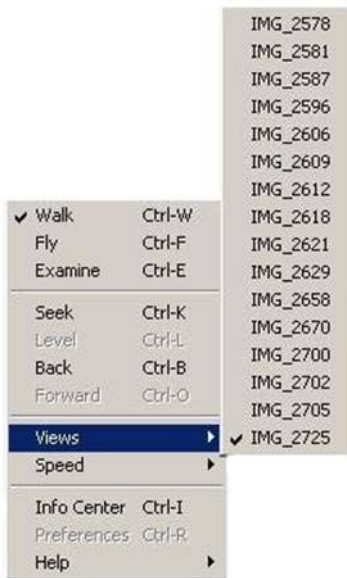 IMG_2578
IMG_2581
IMG_2587
IMG_2596
IMG_2606
IMG_2609
IMG_2612
IMG_2618
IMG_2621
IMG_2629
IMG_2658
IMG_2670
IMG_2700
IMG_2702
IMG_2705
IMG_2725
Walk Ctrl-W
Fly Ctrl-F
Examine Ctrl-E
Seek Ctrl-K
Level Ctrl-L
Back Ctrl-B
Forward Ctrl-O
Views
Speed
Info Center Ctrl-I
Preferences Ctrl-R
Help